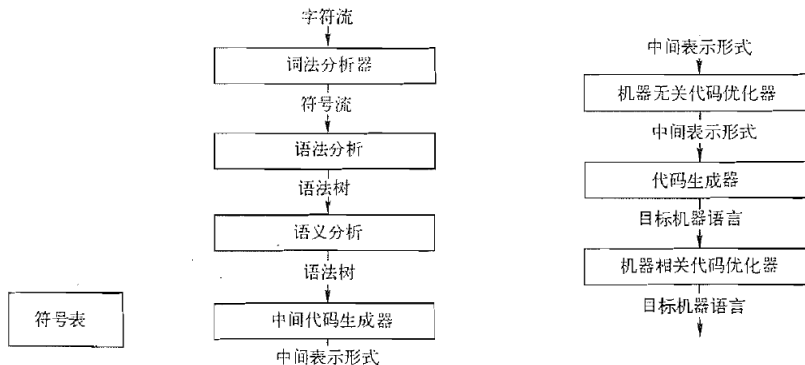 字符流
词法分析器
符号流
语法分析
语法树
语义分析
语法树
中间代码生成器
中间表示形式
符号表
中间表示形式
机器无关代码优化器
中间表示形式
代码生成器
目标机器语言
机器相关代码优化器
目标机器语言